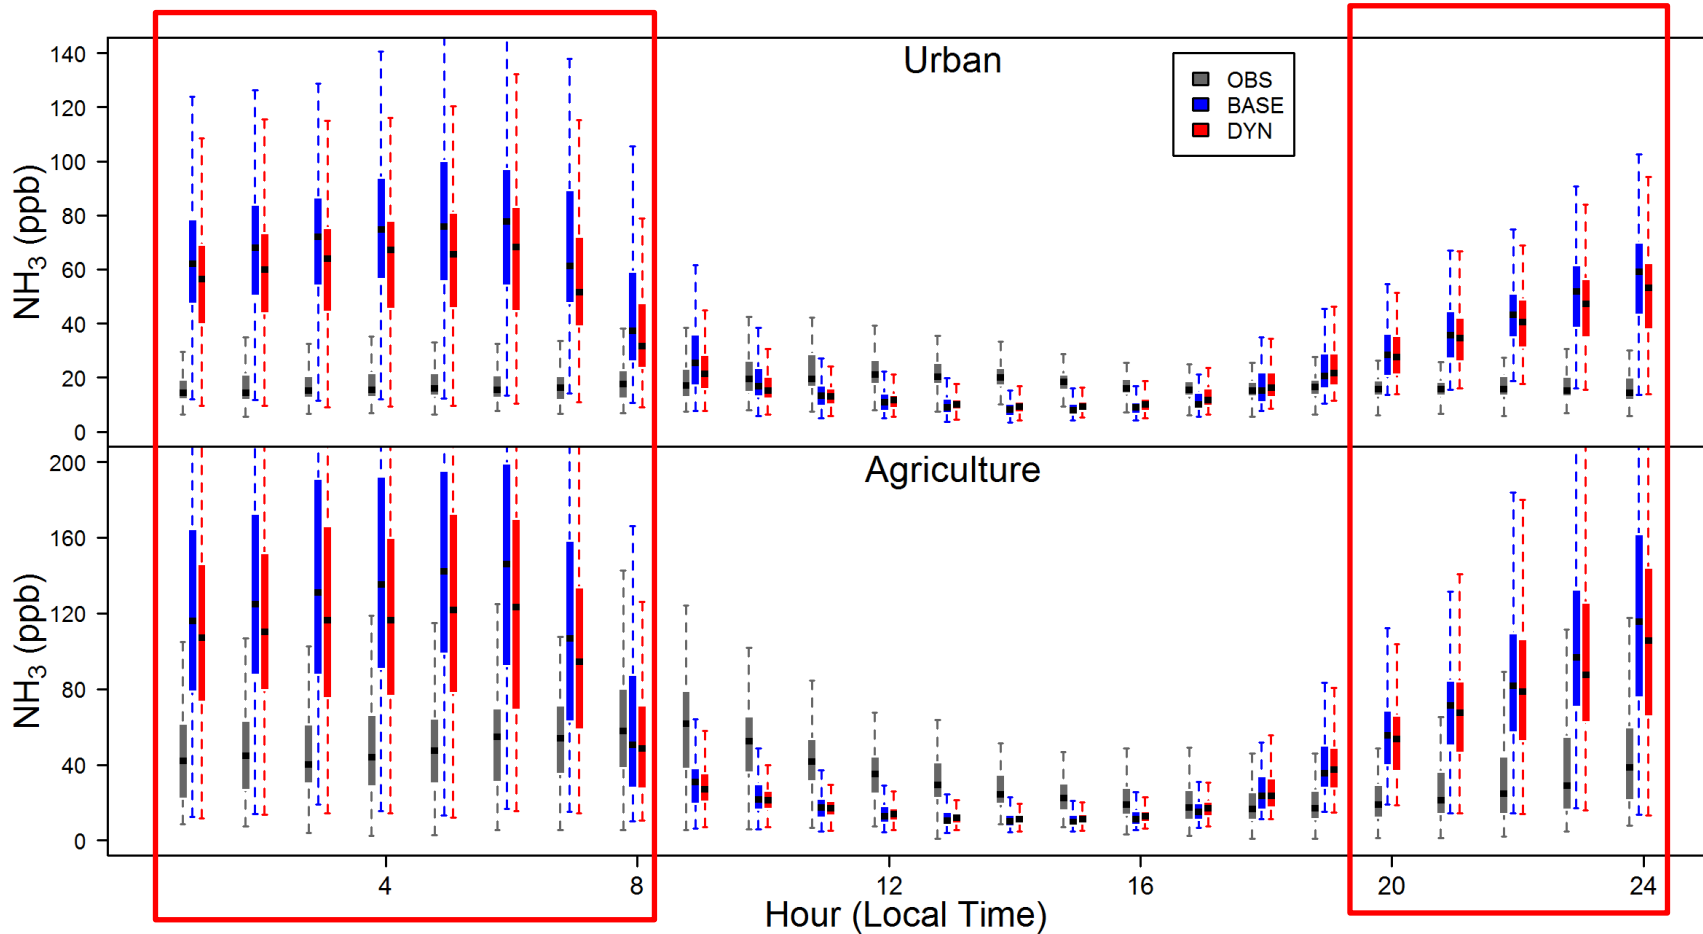 Urban
OBS
BASE
DYN
NH3 (ppb)
140
120
100
80
60
40
20
0
Agriculture
NH3 (ppb)
200
160
120
80
40
0
4 8 12 16 20 24
Hour (Local Time)